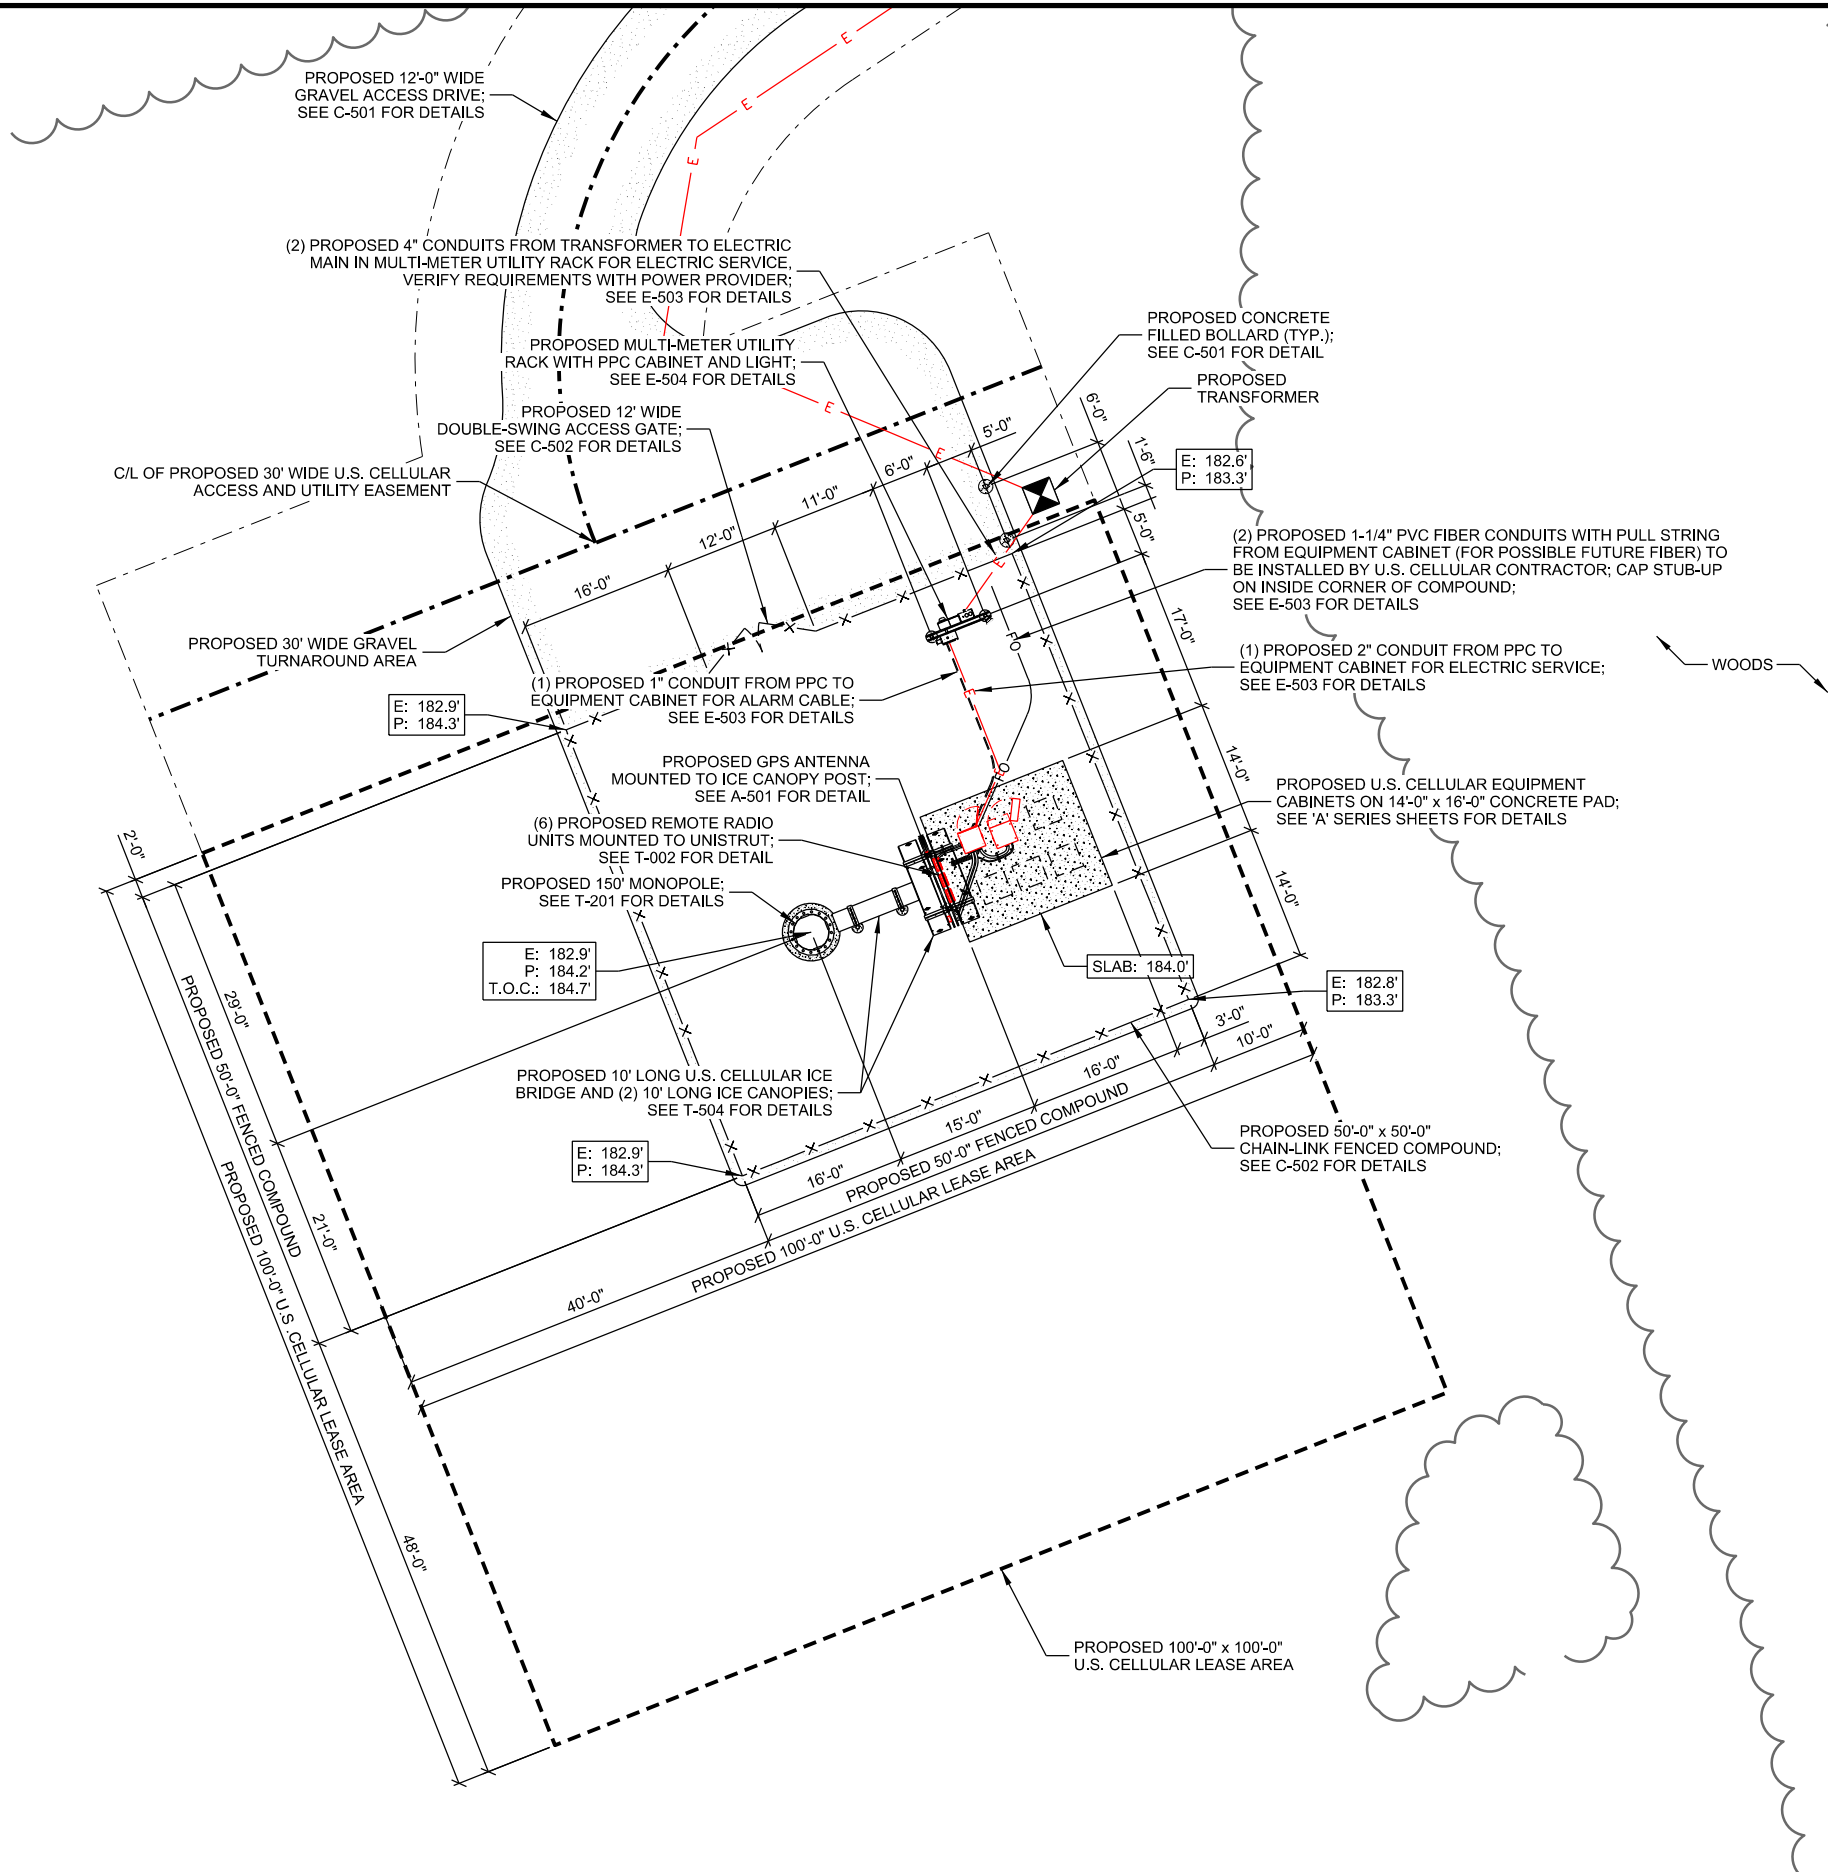 PROPOSED 12'-0" WIDE
GRAVEL ACCESS DRIVE;
SEE C-501 FOR DETAILS
E
E
E
(2) PROPOSED 4" CONDUITS FROM TRANSFORMER TO ELECTRIC
MAIN IN MULTI-METER UTILITY RACK FOR ELECTRIC SERVICE,
VERIFY REQUIREMENTS WITH POWER PROVIDER;
SEE E-503 FOR DETAILS
PROPOSED MULTI-METER UTILITY
RACK WITH PPC CABINET AND LIGHT;
SEE E-504 FOR DETAILS
PROPOSED 12' WIDE
DOUBLE-SWING ACCESS GATE;
SEE C-502 FOR DETAILS
C/L OF PROPOSED 30' WIDE U.S. CELLULAR
ACCESS AND UTILITY EASEMENT
PROPOSED 30' WIDE GRAVEL
TURNAROUND AREA
PROPOSED CONCRETE
FILLED BOLLARD (TYP.);
SEE C-501 FOR DETAIL
PROPOSED
TRANSFORMER
E
E
E
E
16'-0"
12'-0"
11'-0"
6'-0"
5'-0"
6'-0"
1'-6"
5'-0"
17'-0"
14'-0"
14'-0"
E: 182.6'
P: 183.3'
(2) PROPOSED 1-1/4" PVC FIBER CONDUITS WITH PULL STRING
FROM EQUIPMENT CABINET (FOR POSSIBLE FUTURE FIBER) TO
BE INSTALLED BY U.S. CELLULAR CONTRACTOR; CAP STUB-UP
ON INSIDE CORNER OF COMPOUND;
SEE E-503 FOR DETAILS
FO
FO
(1) PROPOSED 2" CONDUIT FROM PPC TO
EQUIPMENT CABINET FOR ELECTRIC SERVICE;
SEE E-503 FOR DETAILS
WOODS
(1) PROPOSED 1" CONDUIT FROM PPC TO
EQUIPMENT CABINET FOR ALARM CABLE;
SEE E-503 FOR DETAILS
E: 182.9'
P: 184.3'
PROPOSED GPS ANTENNA
MOUNTED TO ICE CANOPY POST;
SEE A-501 FOR DETAIL
PROPOSED U.S. CELLULAR EQUIPMENT
CABINETS ON 14'-0" x 16'-0" CONCRETE PAD;
SEE 'A' SERIES SHEETS FOR DETAILS
(6) PROPOSED REMOTE RADIO
UNITS MOUNTED TO UNISTRUT;
SEE T-002 FOR DETAIL
PROPOSED 150' MONOPOLE;
SEE T-201 FOR DETAILS
E: 182.9'
P: 184.2'
T.O.C.: 184.7'
SLAB: 184.0'
E: 182.8'
P: 183.3'
2'-0"
29'-0"
PROPOSED 50'-0" FENCED COMPOUND
21'-0"
PROPOSED 100'-0" U.S .CELLULAR LEASE AREA
48'-0"
PROPOSED 10' LONG U.S. CELLULAR ICE
BRIDGE AND (2) 10' LONG ICE CANOPIES;
SEE T-504 FOR DETAILS
E: 182.9'
P: 184.3'
16'-0"
15'-0"
16'-0"
3'-0"
10'-0"
PROPOSED 50'-0" FENCED COMPOUND
40'-0"
PROPOSED 100'-0" U.S. CELLULAR LEASE AREA
PROPOSED 50'-0" x 50'-0"
CHAIN-LINK FENCED COMPOUND;
SEE C-502 FOR DETAILS
PROPOSED 100'-0" x 100'-0"
U.S. CELLULAR LEASE AREA